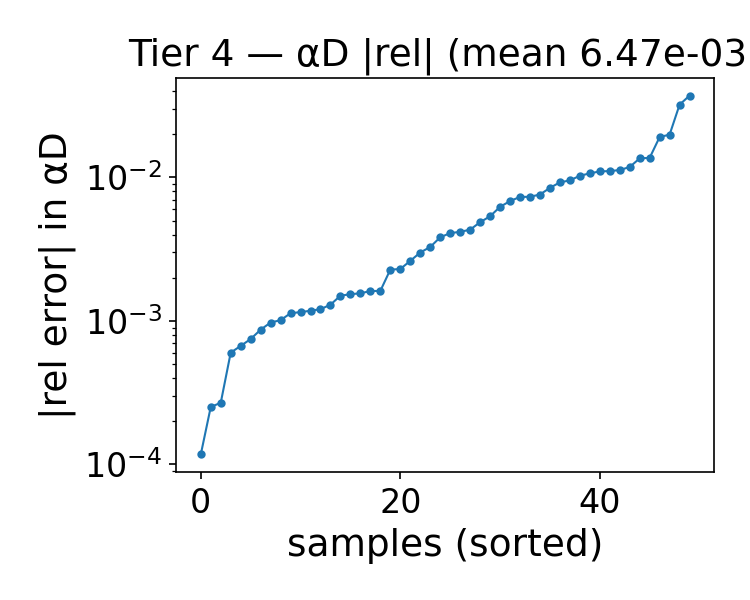 Tier 4 — αD |rel| (mean 6.47e-03
|rel error| in αD
10⁻²
10⁻³
10⁻⁴
0 20 40
samples (sorted)